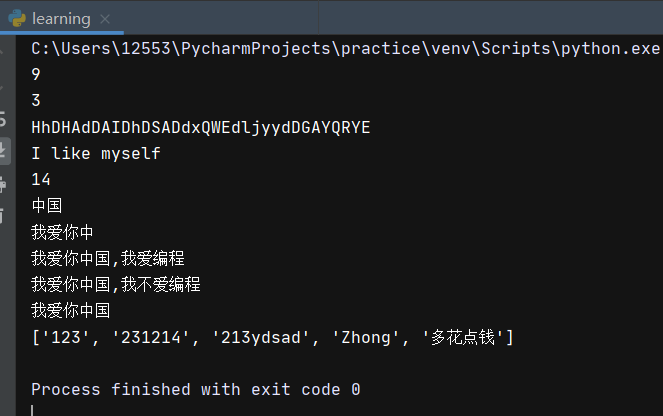 learning
C:\Users\12553\PycharmProjects\practice\venv\Scripts\python.exe
9
3
HhDHAdDAIDhDSADdxQWEdljyydDGAYQRYE
I like myself
14
中国
我爱你中
我爱你中国,我爱编程
我爱你中国,我不爱编程
我爱你中国
['123', '231214', '213ydsad', 'Zhong', '多花点钱']
Process finished with exit code 0